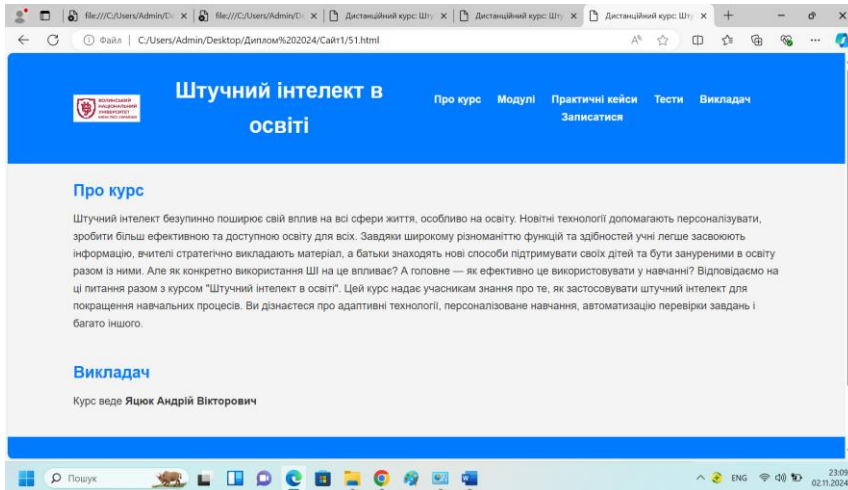 file:///C:/Users/Admin/De
file:///C:/Users/Admin/De
Дистанційний курс: Шту
Дистанційний курс: Шту
Дистанційний курс: Шту
Файл | C:/Users/Admin/Desktop/Диплом%202024/Сайт1/51.html
ВОЛИНСЬКИЙ
НАЦІОНАЛЬНИЙ
УНІВЕРСИТЕТ
Штучний інтелект в
освіті
Про курс Модулі Практичні кейси Тести Викладач
Записатися
Про курс
Штучний інтелект безупинно поширює свій вплив на всі сфери життя, особливо на освіту. Новітні технології допомагають персоналізувати,
зробити більш ефективною та доступною освіту для всіх. Завдяки широкому різноманіттю функцій та здібностей учні легше засвоюють
інформацію, вчителі стратегічно викладають матеріал, а батьки знаходять нові способи підтримувати своїх дітей та бути зануреними в освіту
разом із ними. Але як конкретно використання ШІ на це впливає? А головне — як ефективно це використовувати у навчанні? Відповідаємо на
ці питання разом з курсом "Штучний інтелект в освіті". Цей курс надає учасникам знання про те, як застосовувати штучний інтелект для
покращення навчальних процесів. Ви дізнаєтеся про адаптивні технології, персоналізоване навчання, автоматизацію перевірки завдань і
багато іншого.
Викладач
Курс веде Яцюк Андрій Вікторович
Пошук
ENG
23:09
02.11.2024